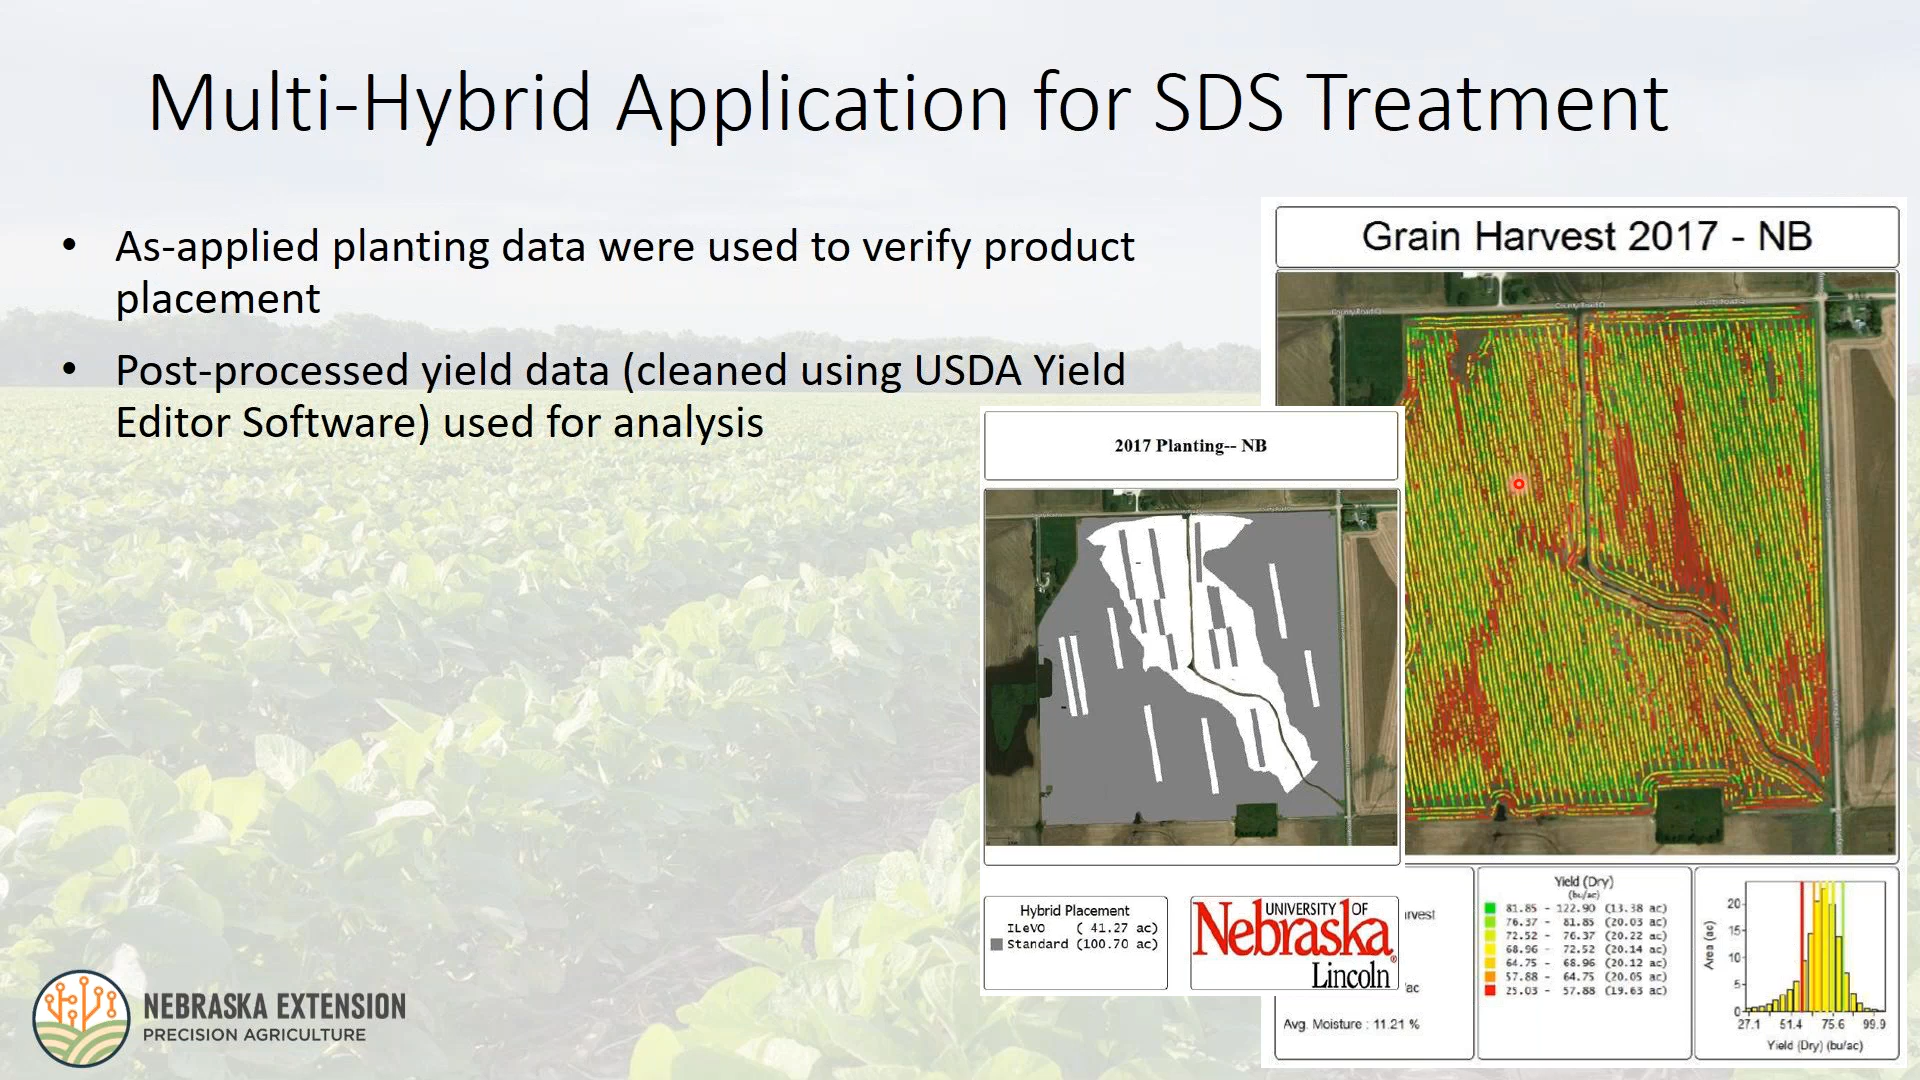 Multi-Hybrid Application for SDS Treatment
• As-applied planting data were used to verify product
placement
• Post-processed yield data (cleaned using USDA Yield
Editor Software) used for analysis
Grain Harvest 2017 - NB
County Road Q
County Road Q
2017 Planting-- NB
Hybrid Placement
ILeVO ( 41.27 ac)
Standard (100.70 ac)
UNIVERSITY OF
Nebraska
Lincoln
Avg. Moisture : 11.21 %
Yield (Dry)
(bu/ac)
81.85 - 122.90 (13.38 ac)
76.37 - 81.85 (20.03 ac)
72.52 - 76.37 (20.22 ac)
68.96 - 72.52 (20.14 ac)
64.75 - 68.96 (20.12 ac)
57.88 - 64.75 (20.05 ac)
25.03 - 57.88 (19.63 ac)
Area (ac)
20
15
10
5
0
27.1 51.4 75.6 99.9
Yield (Dry) (bu/ac)
NEBRASKA EXTENSION
PRECISION AGRICULTURE